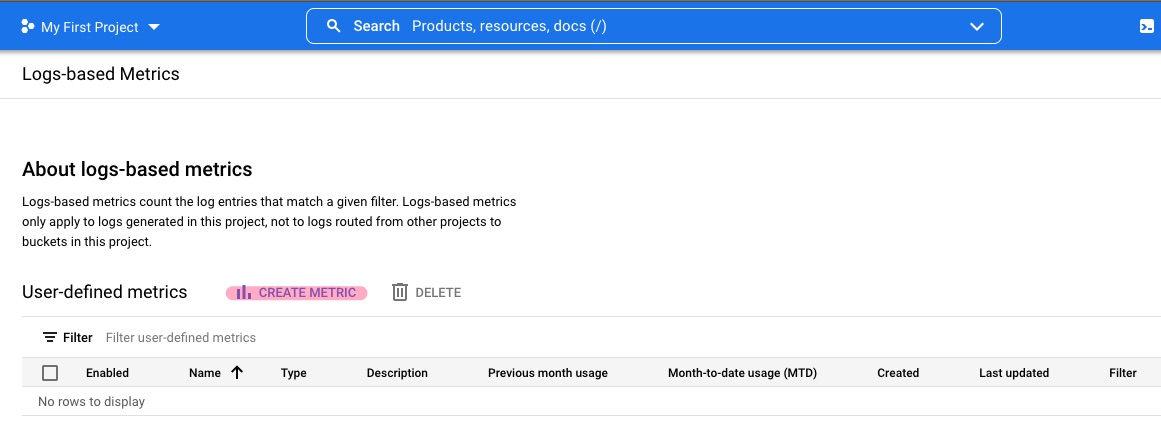 My First Project Search Products, resources, docs (/)
Logs-based Metrics
About logs-based metrics
Logs-based metrics count the log entries that match a given filter. Logs-based metrics
only apply to logs generated in this project, not to logs routed from other projects to
buckets in this project.
User-defined metrics CREATE METRIC DELETE
Filter Filter user-defined metrics
Enabled Name Type Description Previous month usage Month-to-date usage (MTD) Created Last updated Filter
No rows to display